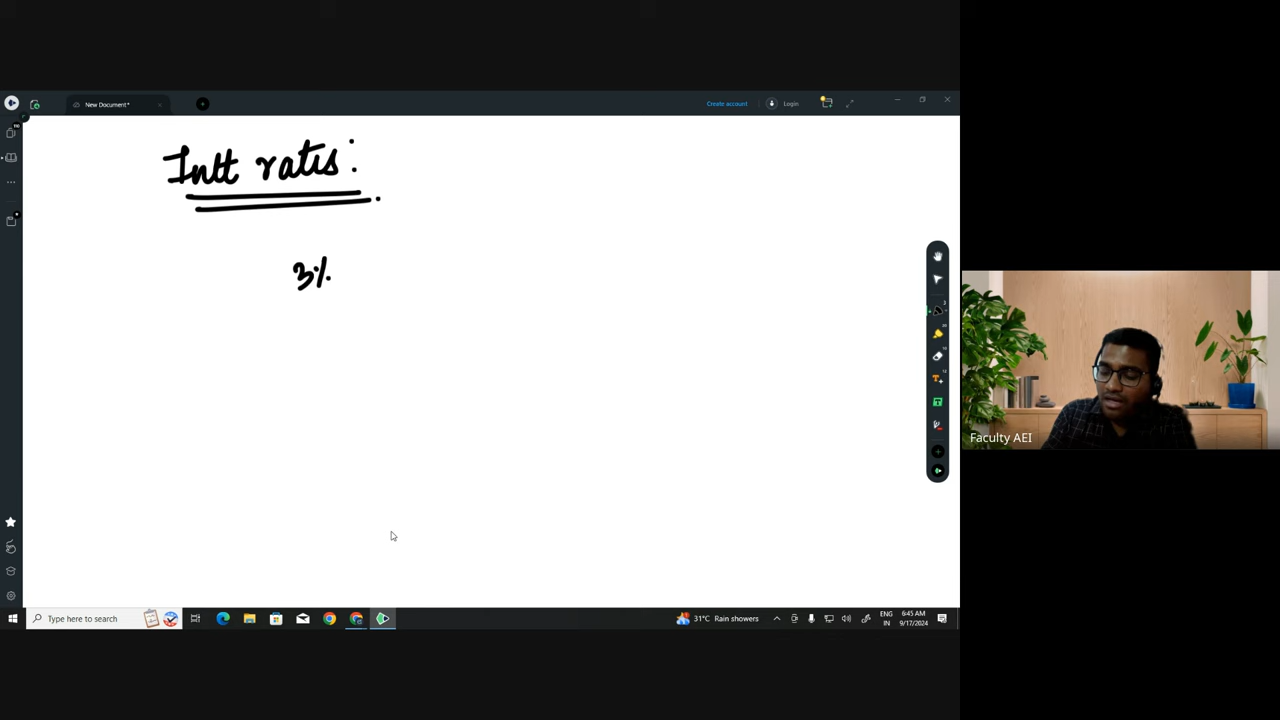 New Document*
Create account
Login
Intt rates:
3%
Faculty AEI
Type here to search
31°C Rain showers
ENG
IN
6:45 AM
9/17/2024